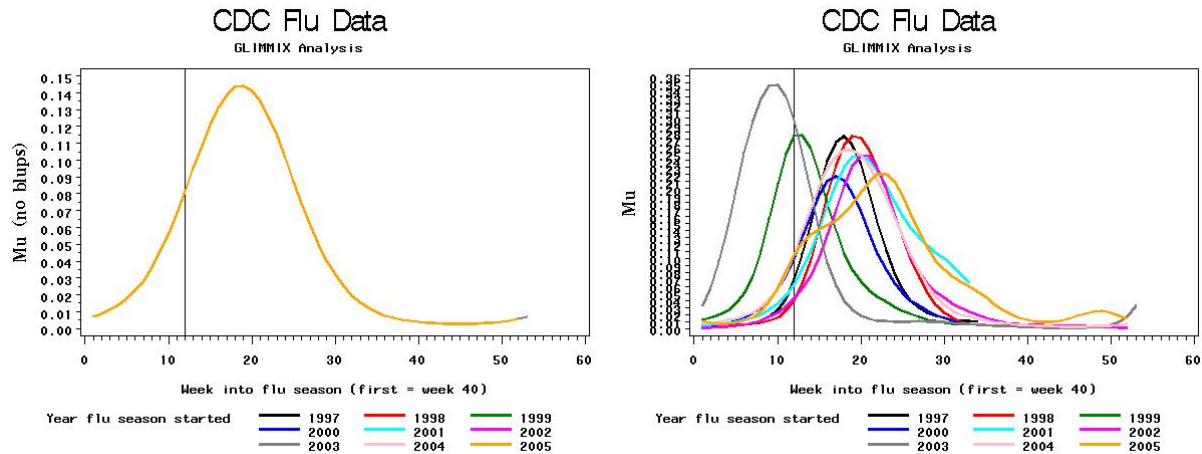 CDC Flu Data
GLIMMIX Analysis
0.15
0.14
0.13
0.12
0.11
0.10
0.09
0.08
0.07
0.06
0.05
0.04
0.03
0.02
0.01
0.00
Mu (no blups)
0 10 20 30 40 50 60
Week into flu season (first = week 40)
Year flu season started 1997 1998 1999
2000 2001 2002
2003 2004 2005
CDC Flu Data
GLIMMIX Analysis
Mu
0 10 20 30 40 50 60
Week into flu season (first = week 40)
Year flu season started 1997 1998 1999
2000 2001 2002
2003 2004 2005